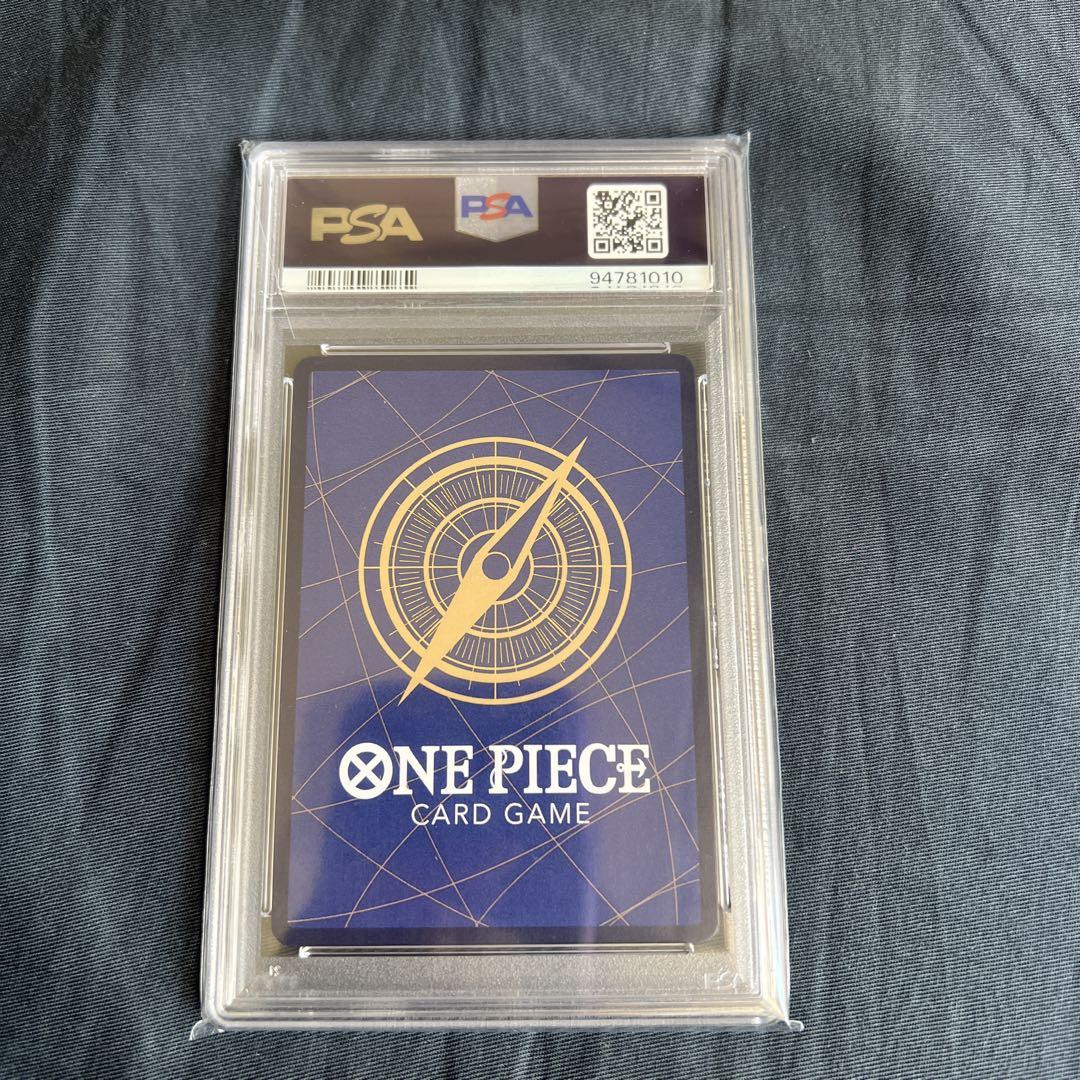 PSA
PSA
94781010
ONE PIECE
CARD GAME